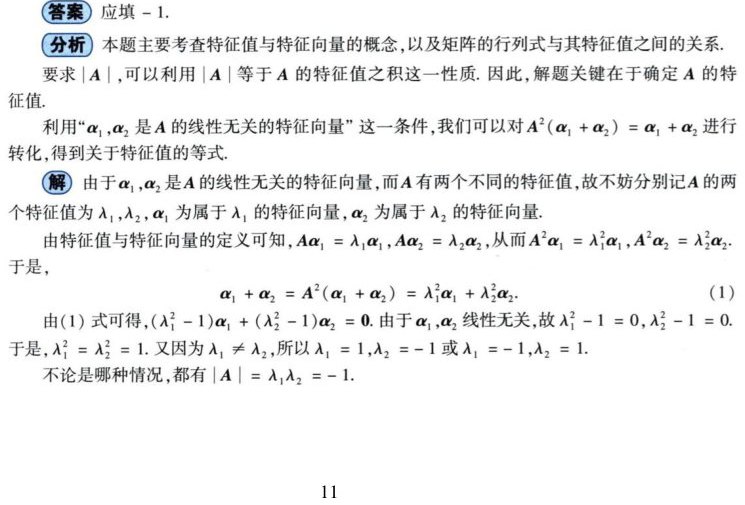 答案 应填 -1.
分析 本题主要考查特征值与特征向量的概念,以及矩阵的行列式与其特征值之间的关系.
要求|A|,可以利用|A|等于 A 的特征值之积这一性质. 因此,解题关键在于确定 A 的特
征值.
利用“α₁,α₂ 是 A 的线性无关的特征向量” 这一条件,我们可以对 A²(α₁ + α₂) = α₁ + α₂ 进行
转化,得到关于特征值的等式.
解 由于α₁,α₂ 是 A 的线性无关的特征向量,而 A 有两个不同的特征值,故不妨分别记 A 的两
个特征值为 λ₁,λ₂,α₁ 为属于 λ₁ 的特征向量,α₂ 为属于 λ₂ 的特征向量.
由特征值与特征向量的定义可知,Aα₁ = λ₁α₁,Aα₂ = λ₂α₂,从而 A²α₁ = λ₁²α₁,A²α₂ = λ₂²α₂.
于是,
α₁ + α₂ = A²(α₁ + α₂) = λ₁²α₁ + λ₂²α₂. (1)
由(1) 式可得,(λ₁² - 1)α₁ + (λ₂² - 1)α₂ = 0. 由于 α₁,α₂ 线性无关,故 λ₁² - 1 = 0,λ₂² - 1 = 0.
于是,λ₁² = λ₂² = 1. 又因为 λ₁ ≠ λ₂,所以 λ₁ = 1,λ₂ = - 1 或 λ₁ = - 1,λ₂ = 1.
不论是哪种情况,都有 |A| = λ₁λ₂ = - 1.
11